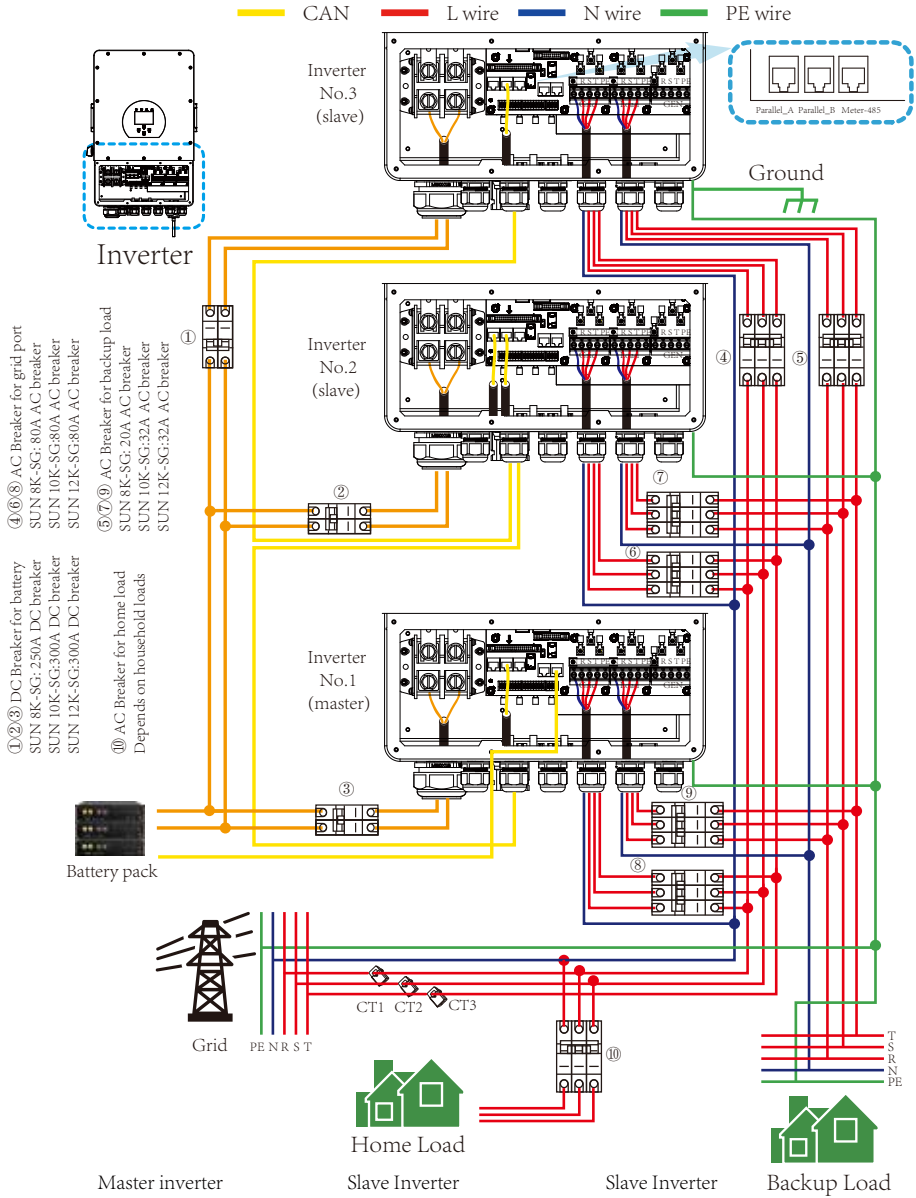 CAN L wire N wire PE wire
Inverter
No.3
(slave)
R S T PE
GEN
Parallel_A Parallel_B Meter-485
Ground
Inverter
①
④⑥⑧ AC Breaker for grid port
SUN 8K-SG: 80A AC breaker
SUN 10K-SG:80A AC breaker
SUN 12K-SG:80A AC breaker
⑤⑦⑨ AC Breaker for backup load
SUN 8K-SG: 20A AC breaker
SUN 10K-SG:32A AC breaker
SUN 12K-SG:32A AC breaker
①②③ DC Breaker for battery
SUN 8K-SG: 250A DC breaker
SUN 10K-SG:300A DC breaker
SUN 12K-SG:300A DC breaker
⑩ AC Breaker for home load
Depends on household loads
Inverter
No.2
(slave)
R S T PE
GEN
④
⑤
②
⑦
⑥
Inverter
No.1
(master)
R S T PE
GEN
③
⑨
⑧
Battery pack
CT1 CT2 CT3
Grid
PE N R S T
⑩
T
S
R
N
PE
Home Load
Backup Load
Master inverter Slave Inverter Slave Inverter